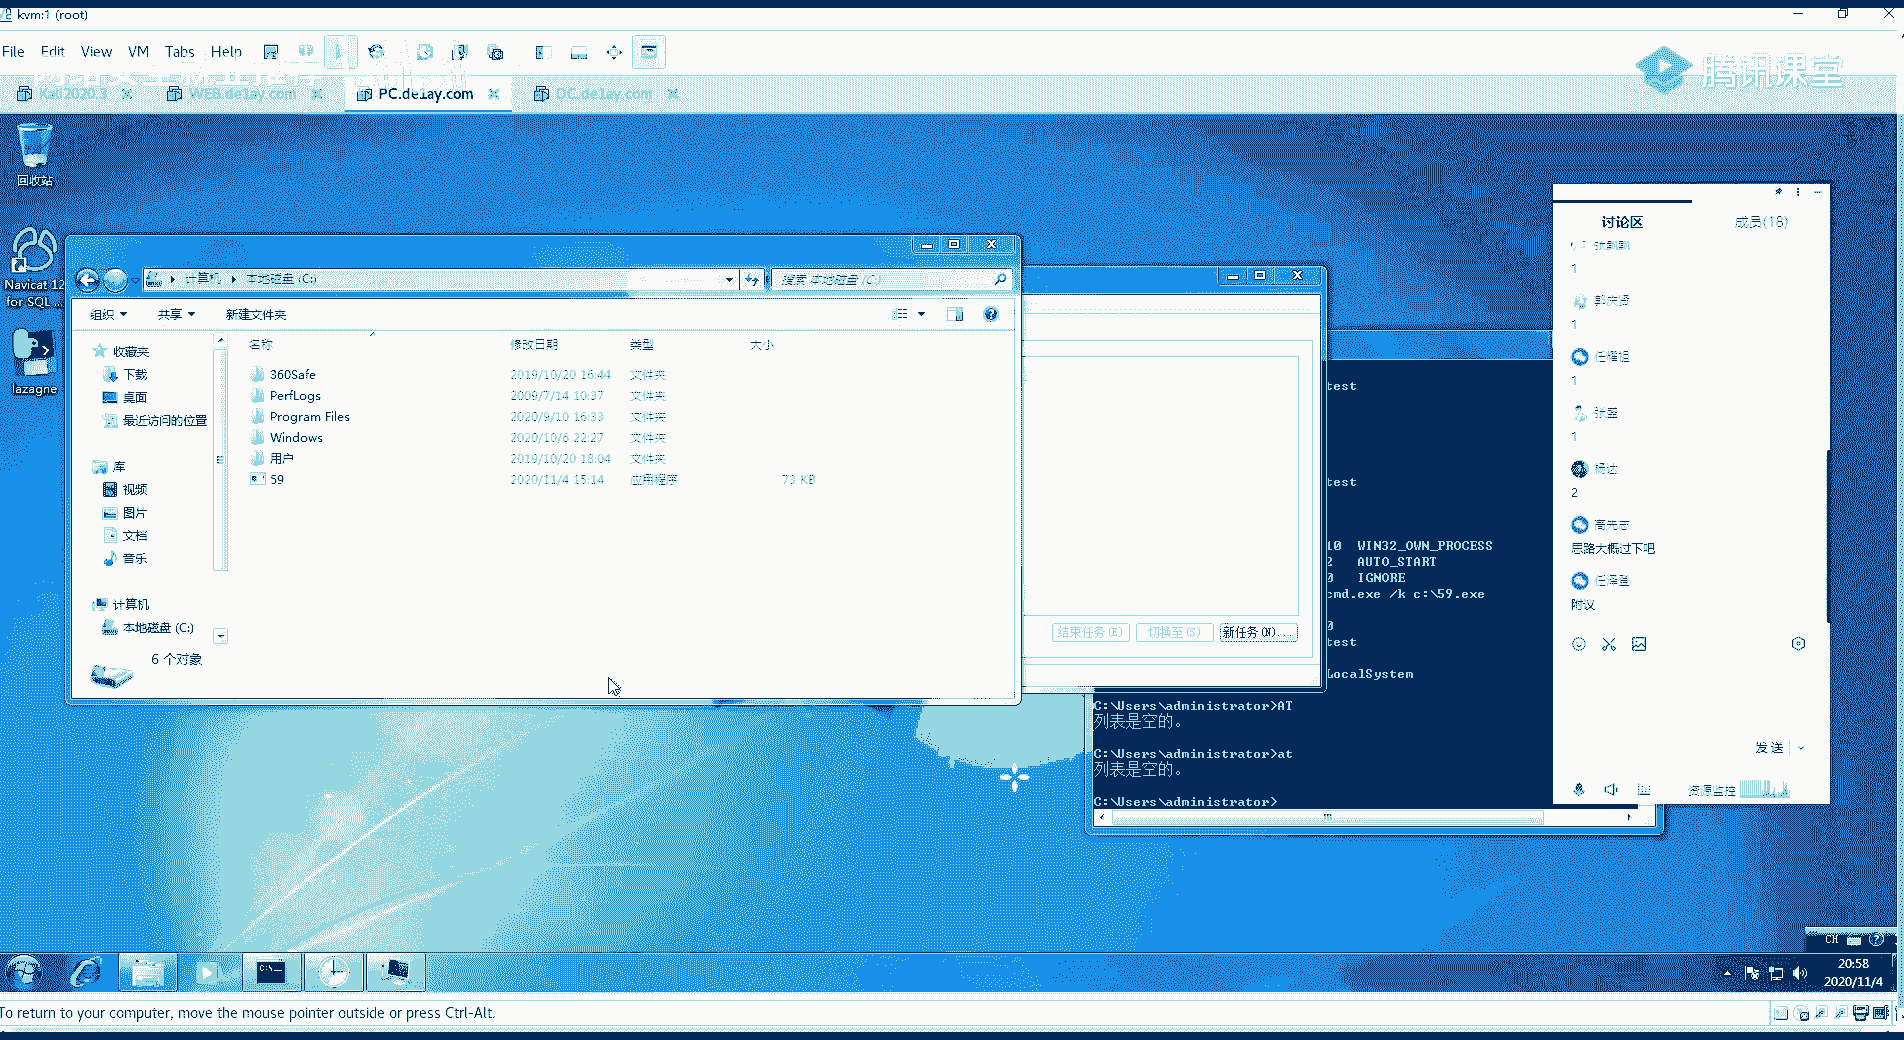 kvm:1 (root)
File Edit View VM Tabs Help
腾讯课堂
Kali2020.3
WEB.de1ay.com
PC.de1ay.com
DC.de1ay.com
回收站
Navicat 12
for SQL ...
lazagne
计算机
本地磁盘 (C:)
搜索 本地磁盘 (C:)
组织
共享
新建文件夹
名称 修改日期 类型 大小
收藏夹
下载
桌面
最近访问的位置
库
视频
图片
文档
音乐
计算机
本地磁盘 (C:)
360Safe 2019/10/20 16:44 文件夹
PerfLogs 2009/7/14 10:37 文件夹
Program Files 2020/9/10 16:33 文件夹
Windows 2020/10/6 22:27 文件夹
用户 2019/10/20 18:04 文件夹
59 2020/11/4 15:14 应用程序 73 KB
6 个对象
结束任务(E) 切换至(S) 新任务(N)...
test
test
10 WIN32_OWN_PROCESS
2 AUTO_START
0 IGNORE
cmd.exe /k c:\59.exe
0
test
LocalSystem
C:\Users\administrator>AT
列表是空的。
C:\Users\administrator>at
列表是空的。
C:\Users\administrator>
讨论区 成员(18)
1
1
1
1
2
思路大概过下吧
附议
发送
资源监控
CH
20:58
2020/11/4
To return to your computer, move the mouse pointer outside or press Ctrl-Alt.